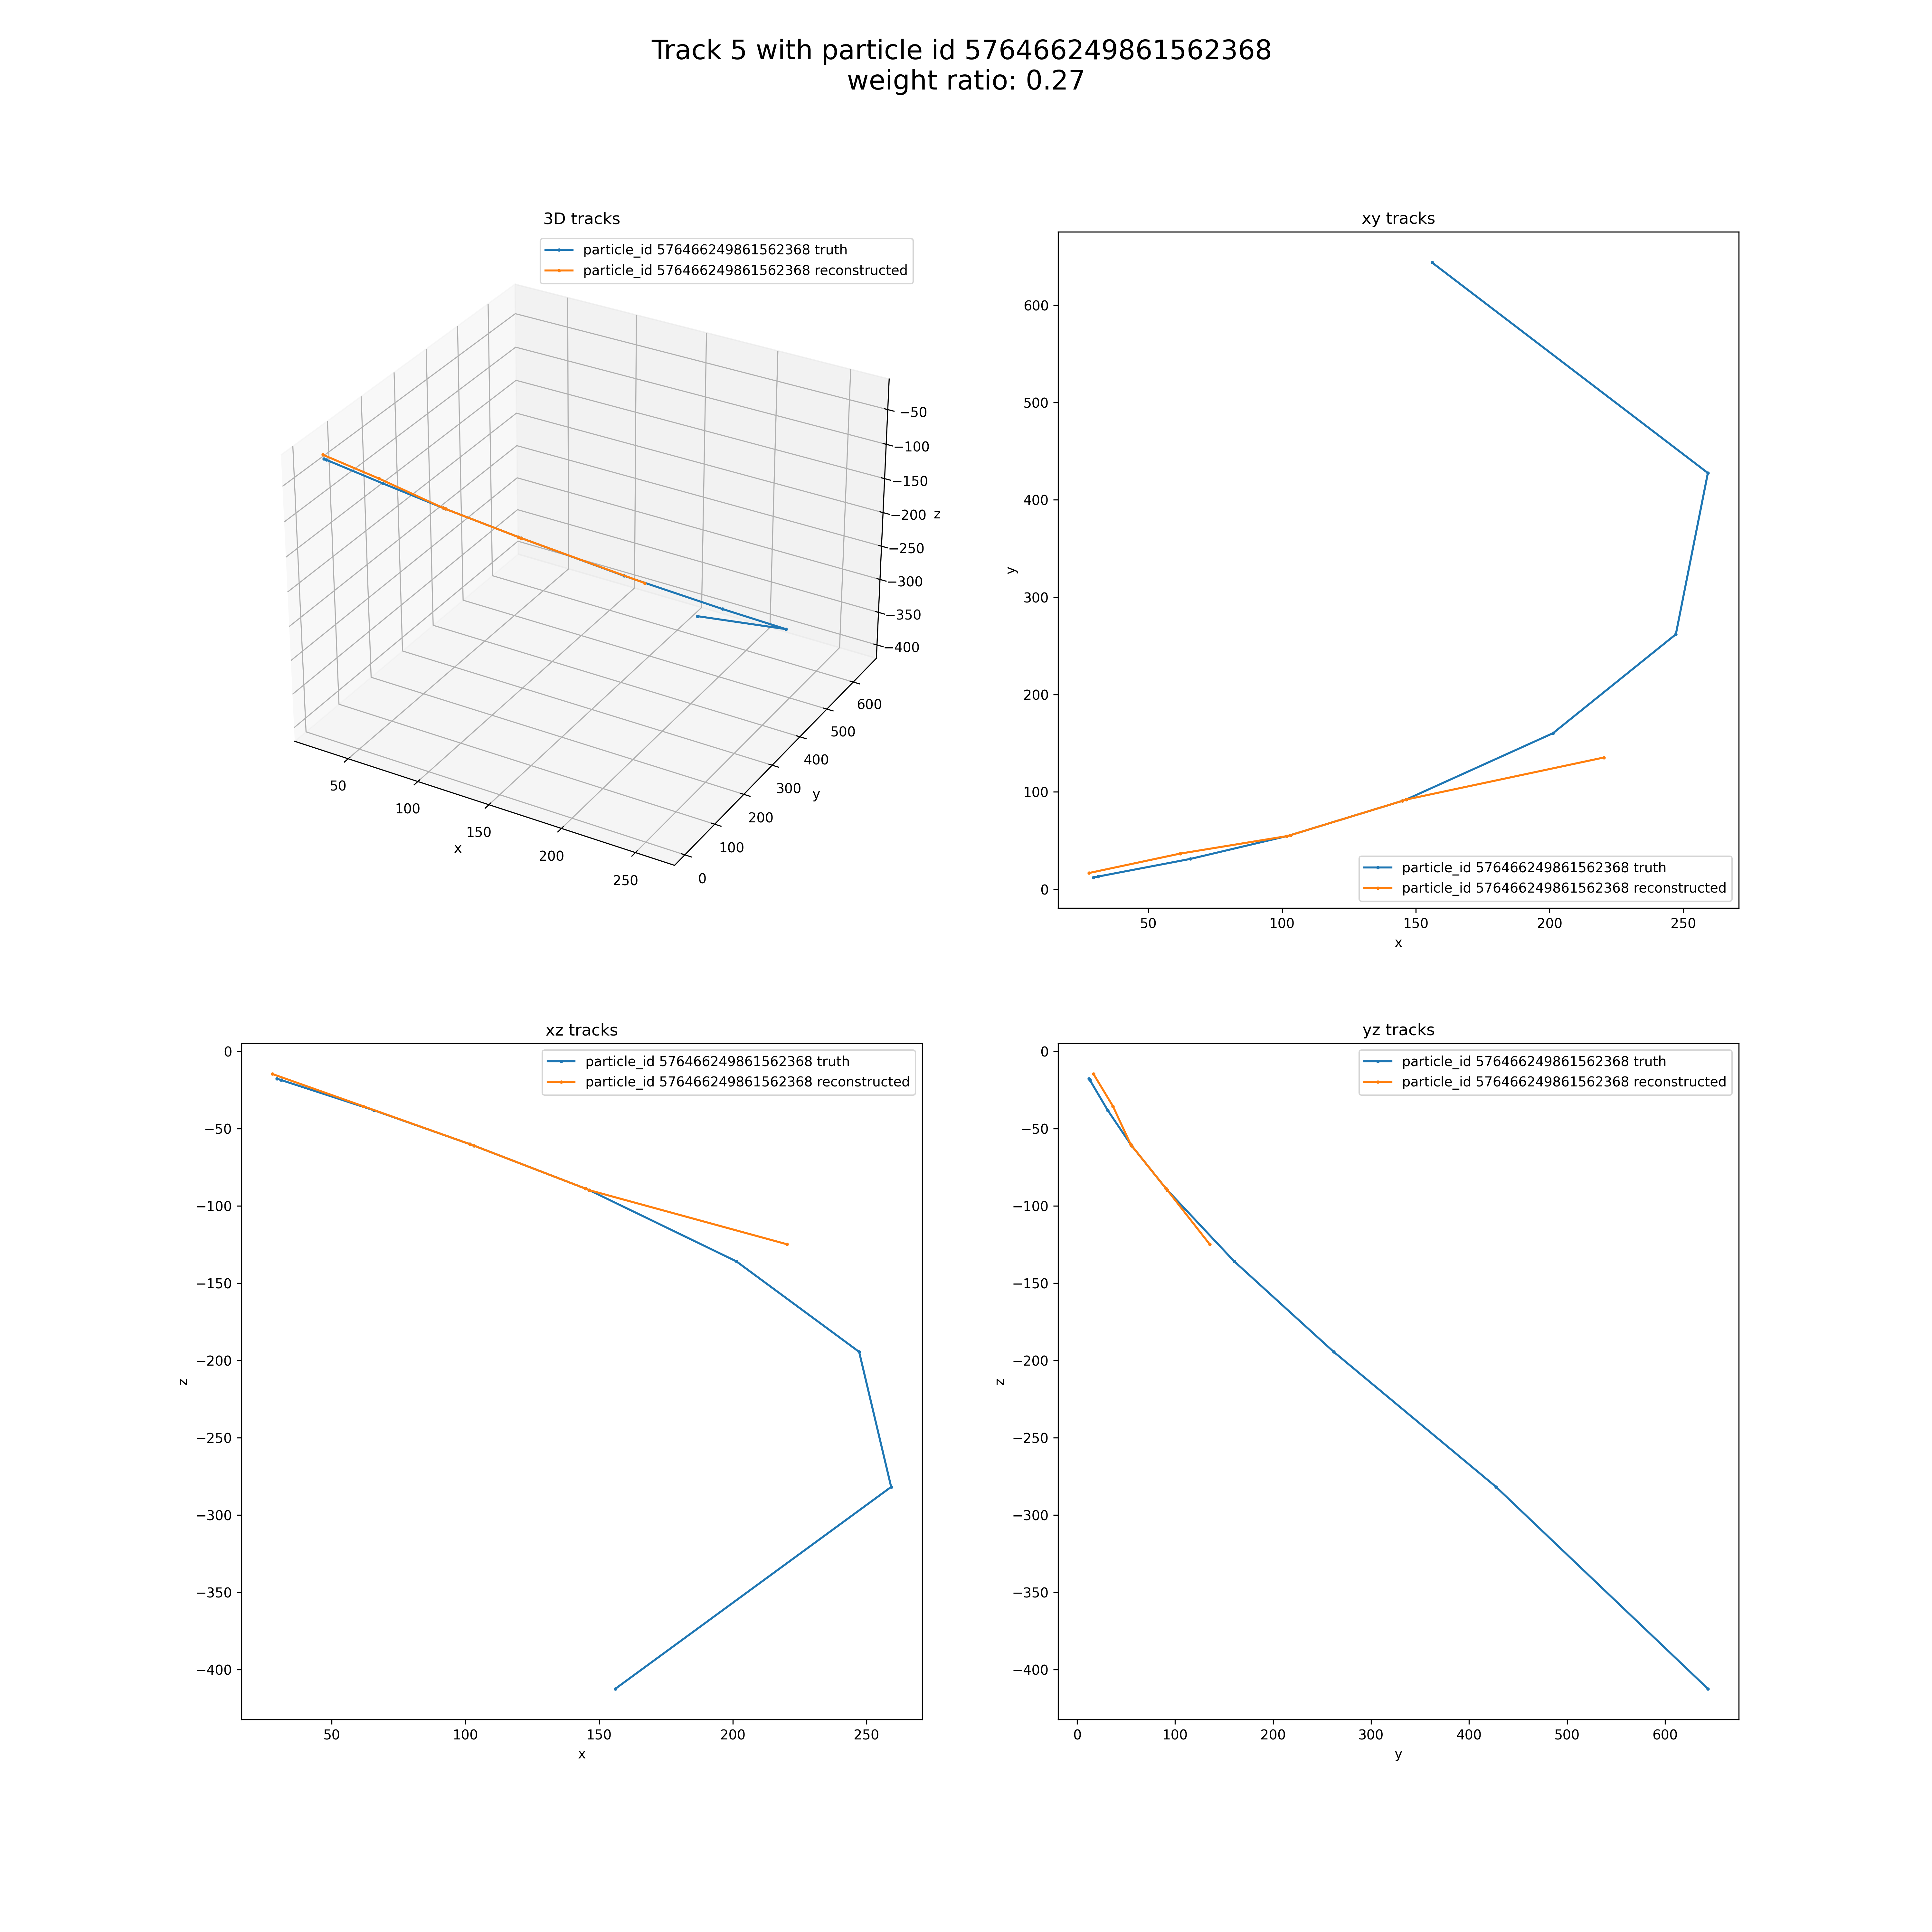 Track 5 with particle id 576466249861562368
weight ratio: 0.27
3D tracks
particle_id 576466249861562368 truth
particle_id 576466249861562368 reconstructed
−50
−100
−150
−200
−250
−300
−350
−400
z
50
100
150
200
250
x
0
100
200
300
400
500
600
y
xy tracks
600
500
400
300
200
100
0
y
particle_id 576466249861562368 truth
particle_id 576466249861562368 reconstructed
50 100 150 200 250
x
xz tracks
particle_id 576466249861562368 truth
particle_id 576466249861562368 reconstructed
0
−50
−100
−150
−200
−250
−300
−350
−400
z
50 100 150 200 250
x
yz tracks
particle_id 576466249861562368 truth
particle_id 576466249861562368 reconstructed
0
−50
−100
−150
−200
−250
−300
−350
−400
z
0 100 200 300 400 500 600
y